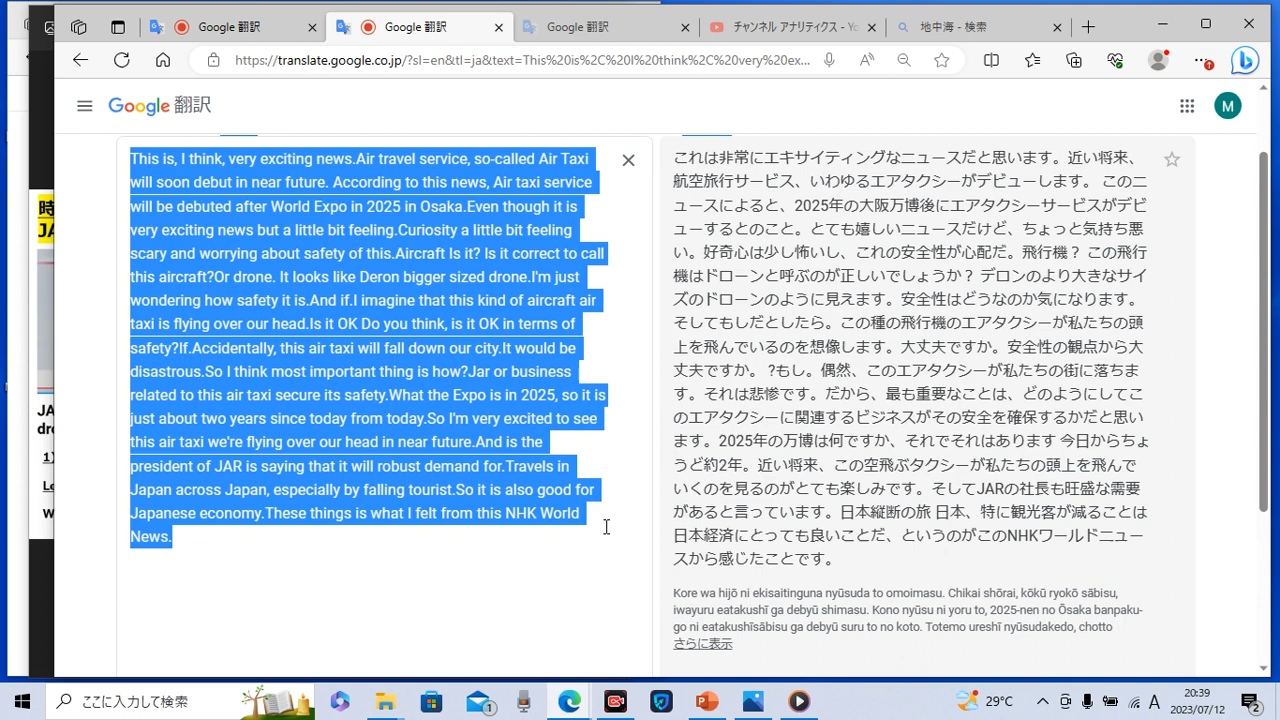 Google 翻訳
Google 翻訳
Google 翻訳
チャンネル アナリティクス - Yo
地中海 - 検索
https://translate.google.co.jp/?sl=en&tl=ja&text=This%20is%2C%20I%20think%2C%20very%20ex...
Google 翻訳
M
This is, I think, very exciting news.Air travel service, so-called Air Taxi
will soon debut in near future. According to this news, Air taxi service
will be debuted after World Expo in 2025 in Osaka.Even though it is
very exciting news but a little bit feeling.Curiosity a little bit feeling
scary and worrying about safety of this.Aircraft Is it? Is it correct to call
this aircraft?Or drone. It looks like Deron bigger sized drone.I'm just
wondering how safety it is.And if.I imagine that this kind of aircraft air
taxi is flying over our head.Is it OK Do you think, is it OK in terms of
safety?If.Accidentally, this air taxi will fall down our city.It would be
disastrous.So I think most important thing is how?Jar or business
related to this air taxi secure its safety.What the Expo is in 2025, so it is
just about two years since today from today.So I'm very excited to see
this air taxi we're flying over our head in near future.And is the
president of JAR is saying that it will robust demand for.Travels in
Japan across Japan, especially by falling tourist.So it is also good for
Japanese economy.These things is what I felt from this NHK World
News.
これは非常にエキサイティングなニュースだと思います。近い将来、
航空旅行サービス、いわゆるエアタクシーがデビューします。 このニ
ュースによると、2025年の大阪万博後にエアタクシーサービスがデビ
ューするとのこと。とても嬉しいニュースだけど、ちょっと気持ち悪
い。好奇心は少し怖いし、これの安全性が心配だ。飛行機？ この飛行
機はドローンと呼ぶのが正しいでしょうか？ デロンのより大きなサイ
ズのドローンのように見えます。安全性はどうなのか気になります。
そしてもしだとしたら。この種の飛行機のエアタクシーが私たちの頭
上を飛んでいるのを想像します。大丈夫ですか。安全性の観点から大
丈夫ですか。 ?もし。偶然、このエアタクシーが私たちの街に落ちま
す。それは悲惨です。だから、最も重要なことは、どのようにしてこ
のエアタクシーに関連するビジネスがその安全を確保するかだと思い
ます。2025年の万博は何ですか、それでそれはあります 今日からちょ
うど約2年。近い将来、この空飛ぶタクシーが私たちの頭上を飛んで
いくのを見るのがとても楽しみです。そしてJARの社長も旺盛な需要
があると言っています。日本縦断の旅 日本、特に観光客が減ることは
日本経済にとっても良いことだ、というのがこのNHKワールドニュー
スから感じたことです。
Kore wa hijō ni ekisaitinguna nyūsuda to omoimasu. Chikai shōrai, kōkū ryokō sābisu,
iwayuru eatakushī ga debyū shimasu. Kono nyūsu ni yoru to, 2025-nen no Ōsaka banpaku-
go ni eatakushīsābisu ga debyū suru to no koto. Totemo ureshī nyūsudakedo, chotto
さらに表示
時
JA
JA
dro
1)
Le
W
ここに入力して検索
1
29°C
A
20:39
2023/07/12
2